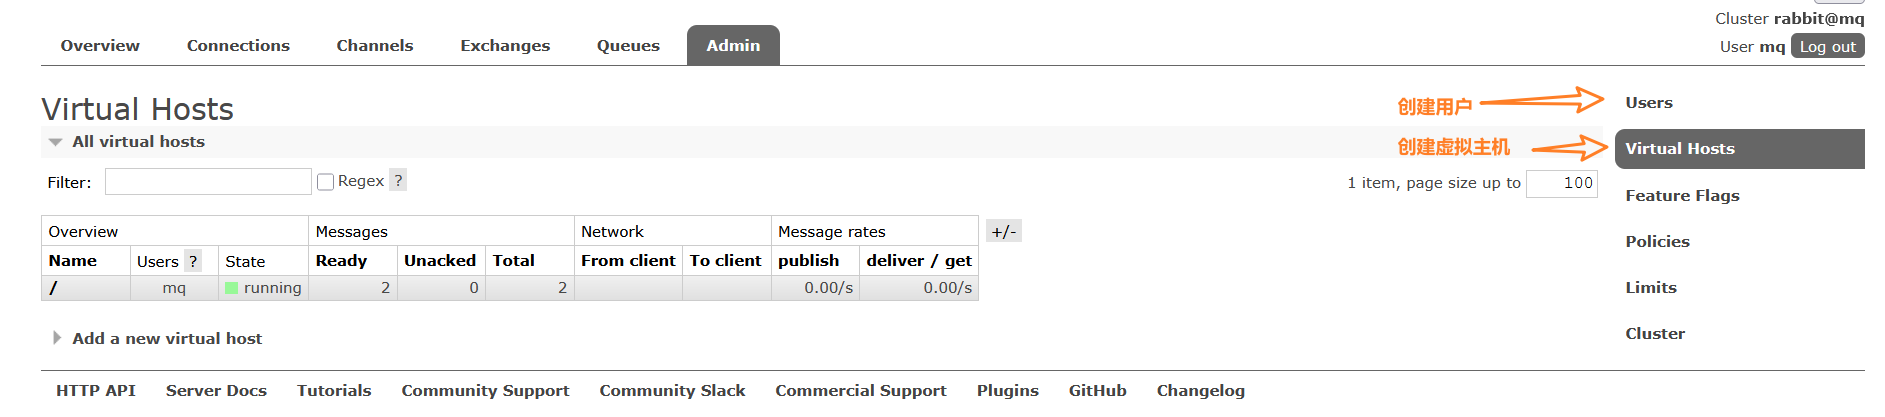 Cluster rabbit@mq
User mq Log out
Overview Connections Channels Exchanges Queues Admin
Virtual Hosts
All virtual hosts
Filter: Regex ?
1 item, page size up to 100
Overview Messages Network Message rates +/-
Name Users ? State Ready Unacked Total From client To client publish deliver / get
/ mq running 2 0 2 0.00/s 0.00/s
Add a new virtual host
创建用户 Users
创建虚拟主机 Virtual Hosts
Feature Flags
Policies
Limits
Cluster
HTTP API Server Docs Tutorials Community Support Community Slack Commercial Support Plugins GitHub Changelog